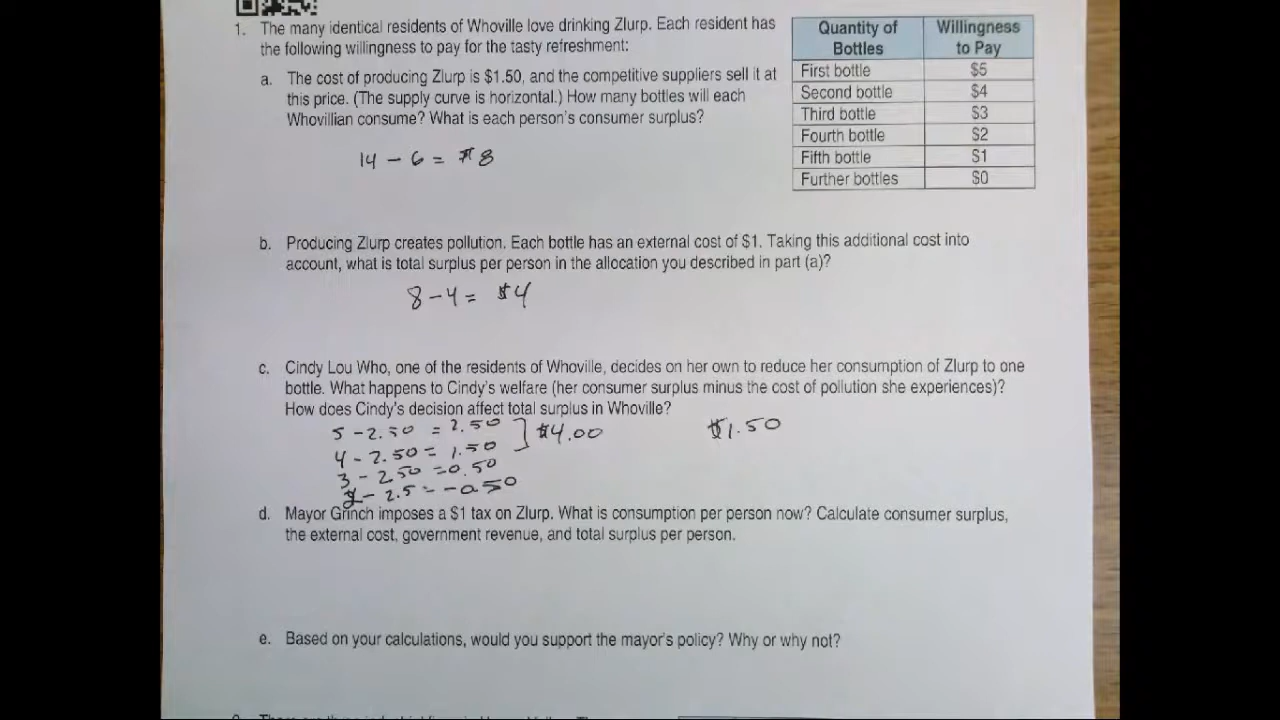 1. The many identical residents of Whoville love drinking Zlurp. Each resident has
the following willingness to pay for the tasty refreshment:
Quantity of Bottles Willingness to Pay
First bottle $5
Second bottle $4
Third bottle $3
Fourth bottle $2
Fifth bottle $1
Further bottles $0
a. The cost of producing Zlurp is $1.50, and the competitive suppliers sell it at
this price. (The supply curve is horizontal.) How many bottles will each
Whovillian consume? What is each person's consumer surplus?
14 - 6 = $8
b. Producing Zlurp creates pollution. Each bottle has an external cost of $1. Taking this additional cost into
account, what is total surplus per person in the allocation you described in part (a)?
8 - 4 = $4
c. Cindy Lou Who, one of the residents of Whoville, decides on her own to reduce her consumption of Zlurp to one
bottle. What happens to Cindy's welfare (her consumer surplus minus the cost of pollution she experiences)?
How does Cindy's decision affect total surplus in Whoville?
5 - 2.50 = 2.50 ] $4.00 $1.50
4 - 2.50 = 1.50
3 - 2.50 = 0.50
2 - 2.5 = -0.50
d. Mayor Grinch imposes a $1 tax on Zlurp. What is consumption per person now? Calculate consumer surplus,
the external cost, government revenue, and total surplus per person.
e. Based on your calculations, would you support the mayor's policy? Why or why not?